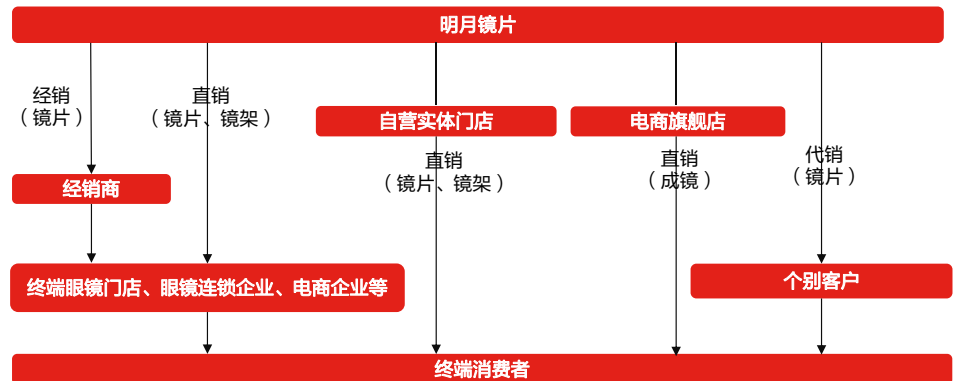 明月镜片
经销
（镜片）
直销
（镜片、镜架）
自营实体门店
电商旗舰店
直销
（镜片、镜架）
直销
（成镜）
代销
（镜片）
经销商
终端眼镜门店、眼镜连锁企业、电商企业等
个别客户
终端消费者